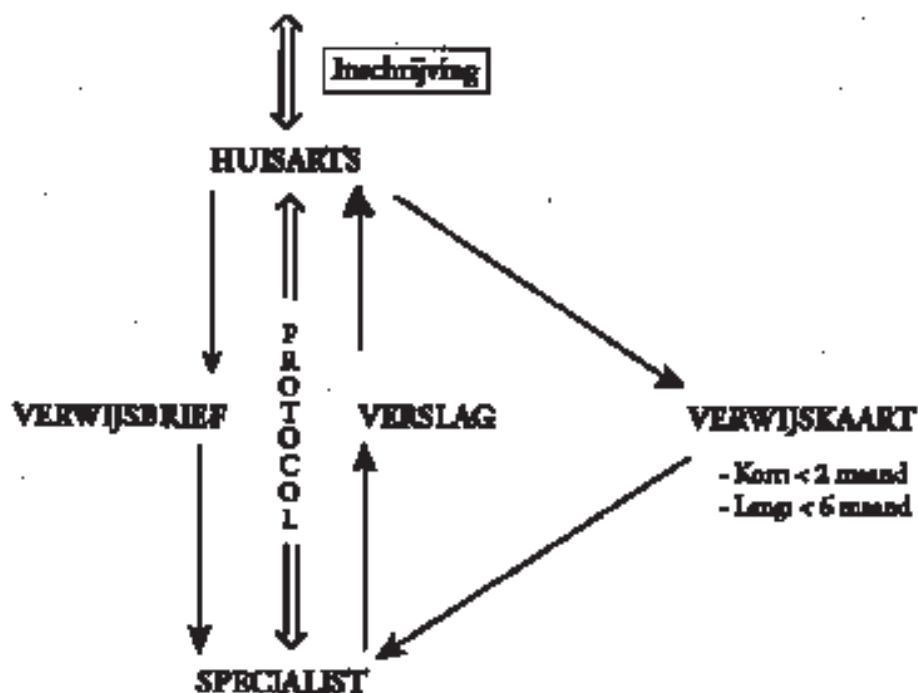 Inschrijving
HUISARTS
PROTOCOL
VERWIJSBRIEF
VERSLAG
VERWIJSKAART
- Kort < 2 maand
- Lang < 6 maand
SPECIALIST